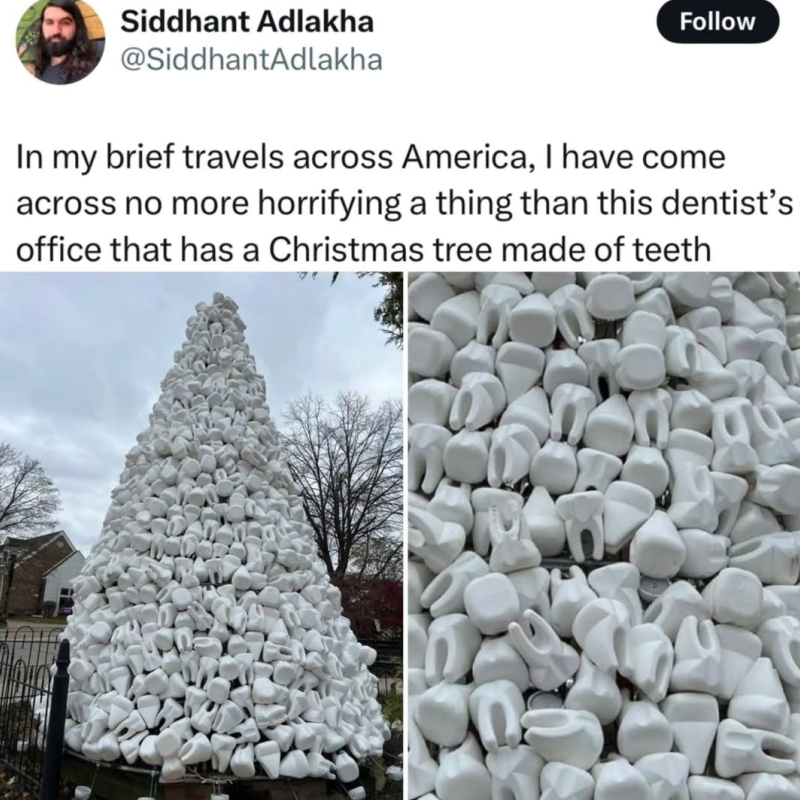 Siddhant Adlakha
@SiddhantAdlakha
Follow
In my brief travels across America, I have come
across no more horrifying a thing than this dentist's
office that has a Christmas tree made of teeth